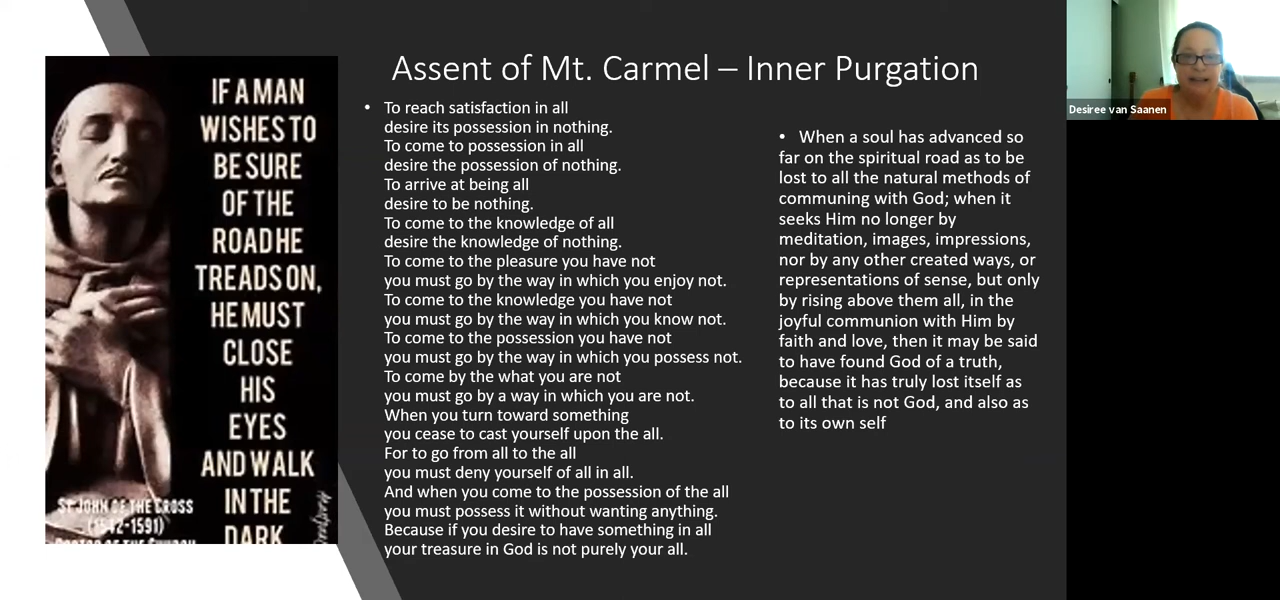 Assent of Mt. Carmel – Inner Purgation
IF A MAN
WISHES TO
BE SURE
OF THE
ROAD HE
TREADS ON,
HE MUST
CLOSE
HIS
EYES
AND WALK
IN THE
DARK.
ST JOHN OF THE CROSS
(1542-1591)
DOCTOR OF THE CHURCH
• To reach satisfaction in all
desire its possession in nothing.
To come to possession in all
desire the possession of nothing.
To arrive at being all
desire to be nothing.
To come to the knowledge of all
desire the knowledge of nothing.
To come to the pleasure you have not
you must go by the way in which you enjoy not.
To come to the knowledge you have not
you must go by the way in which you know not.
To come to the possession you have not
you must go by the way in which you possess not.
To come by the what you are not
you must go by a way in which you are not.
When you turn toward something
you cease to cast yourself upon the all.
For to go from all to the all
you must deny yourself of all in all.
And when you come to the possession of the all
you must possess it without wanting anything.
Because if you desire to have something in all
your treasure in God is not purely your all.
• When a soul has advanced so
far on the spiritual road as to be
lost to all the natural methods of
communing with God; when it
seeks Him no longer by
meditation, images, impressions,
nor by any other created ways, or
representations of sense, but only
by rising above them all, in the
joyful communion with Him by
faith and love, then it may be said
to have found God of a truth,
because it has truly lost itself as
to all that is not God, and also as
to its own self
Desiree van Saanen